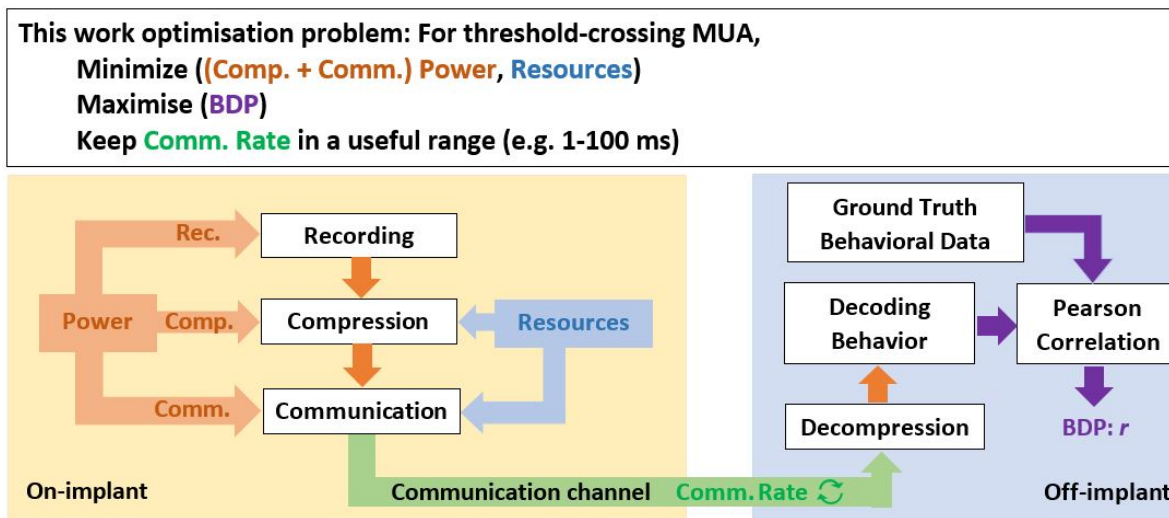 This work optimisation problem: For threshold-crossing MUA,
Minimize ((Comp. + Comm.) Power, Resources)
Maximise (BDP)
Keep Comm. Rate in a useful range (e.g. 1-100 ms)
Rec.
Recording
Power
Comp.
Compression
Resources
Comm.
Communication
On-implant
Communication channel
Comm. Rate
Ground Truth
Behavioral Data
Decoding
Behavior
Pearson
Correlation
Decompression
BDP: r
Off-implant